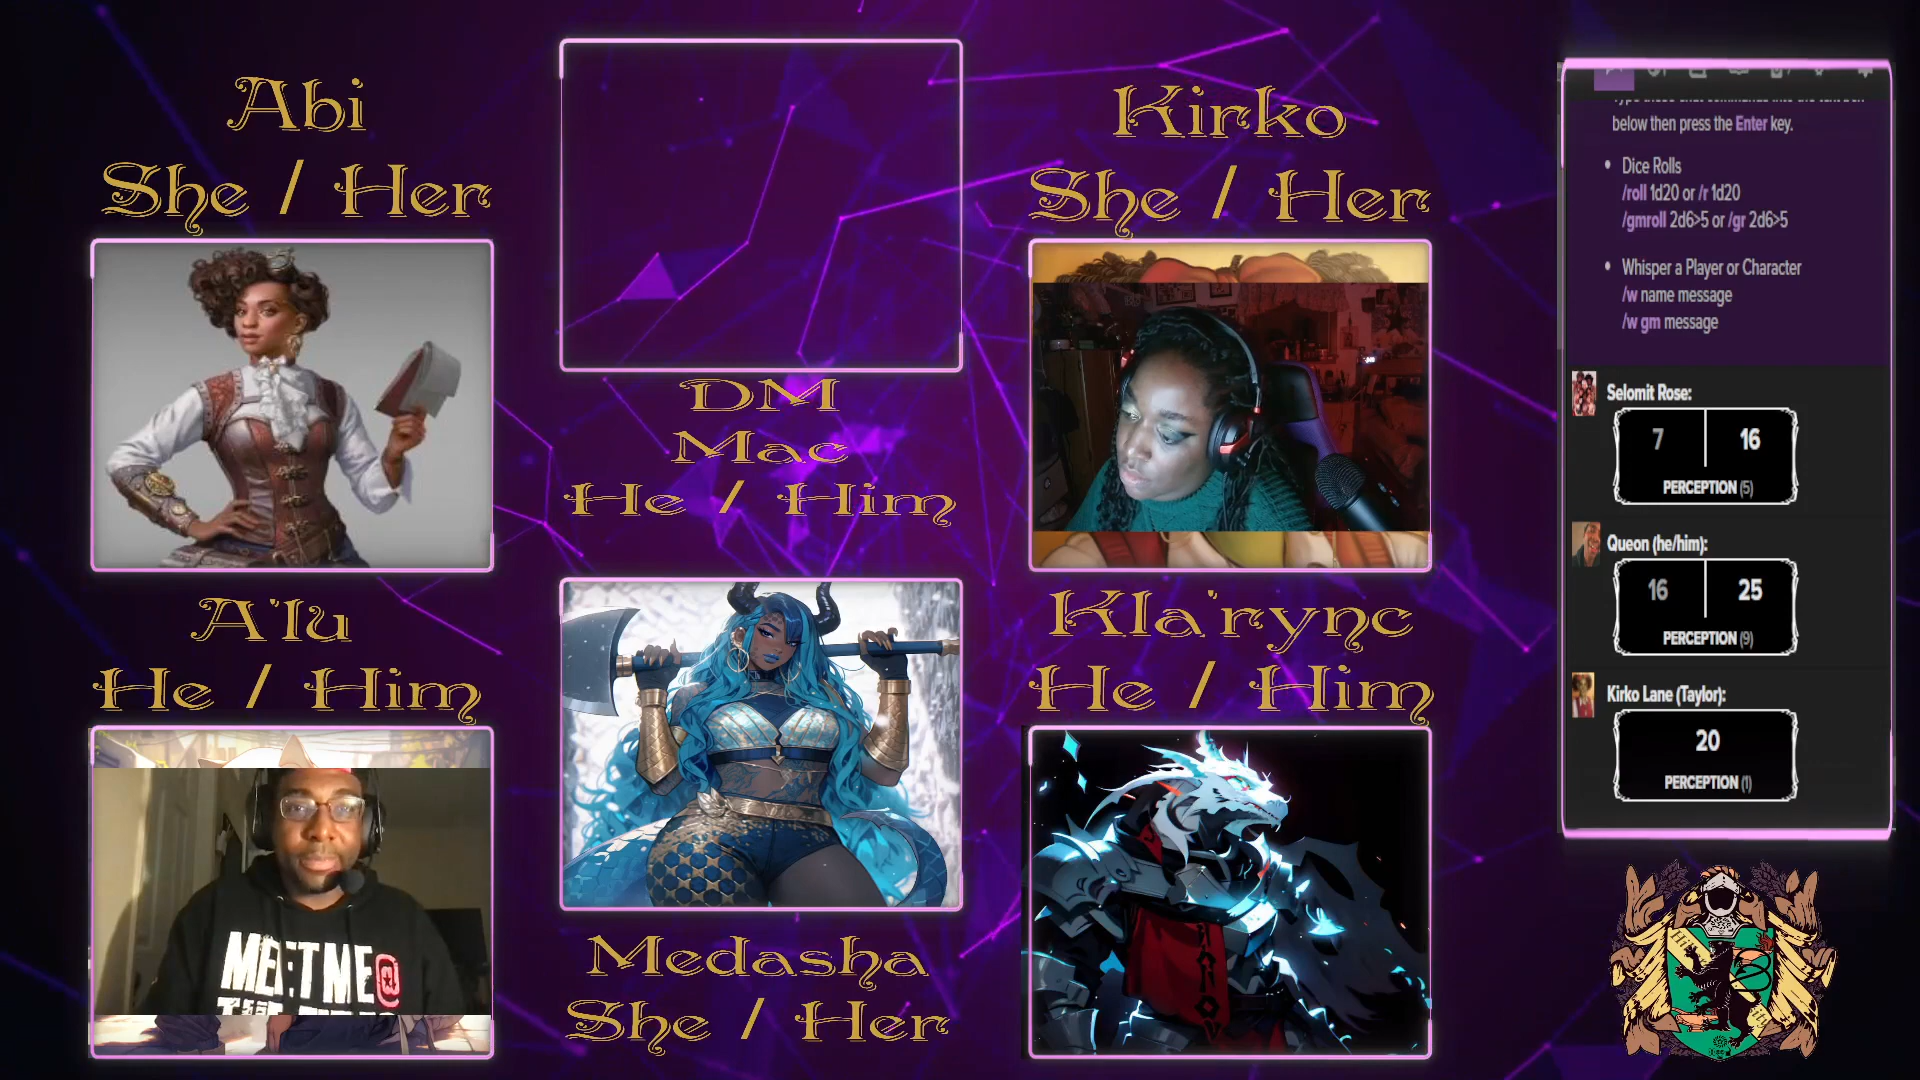 Abi
She / Her
A'lu
He / Him
MEETME@
DM
Mac
He / Him
Medasha
She / Her
Kirko
She / Her
Kla'rync
He / Him
below then press the Enter key.
• Dice Rolls
/roll 1d20 or /r 1d20
/gmroll 2d6>5 or /gr 2d6>5
• Whisper a Player or Character
/w name message
/w gm message
Selomit Rose:
7 16
PERCEPTION (5)
Queon (he/him):
16 25
PERCEPTION (9)
Kirko Lane (Taylor):
20
PERCEPTION (1)